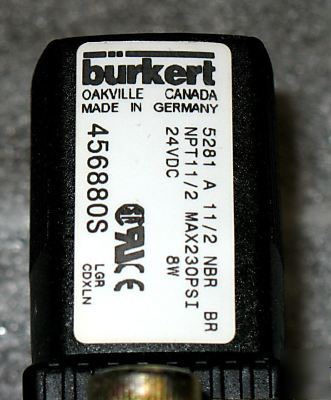 bürkert
OAKVILLE CANADA
MADE IN GERMANY
5281 A 11/2 NBR BR
NPT11/2 MAX230PSI
24VDC 8W
456880S
LGR
CDXLN